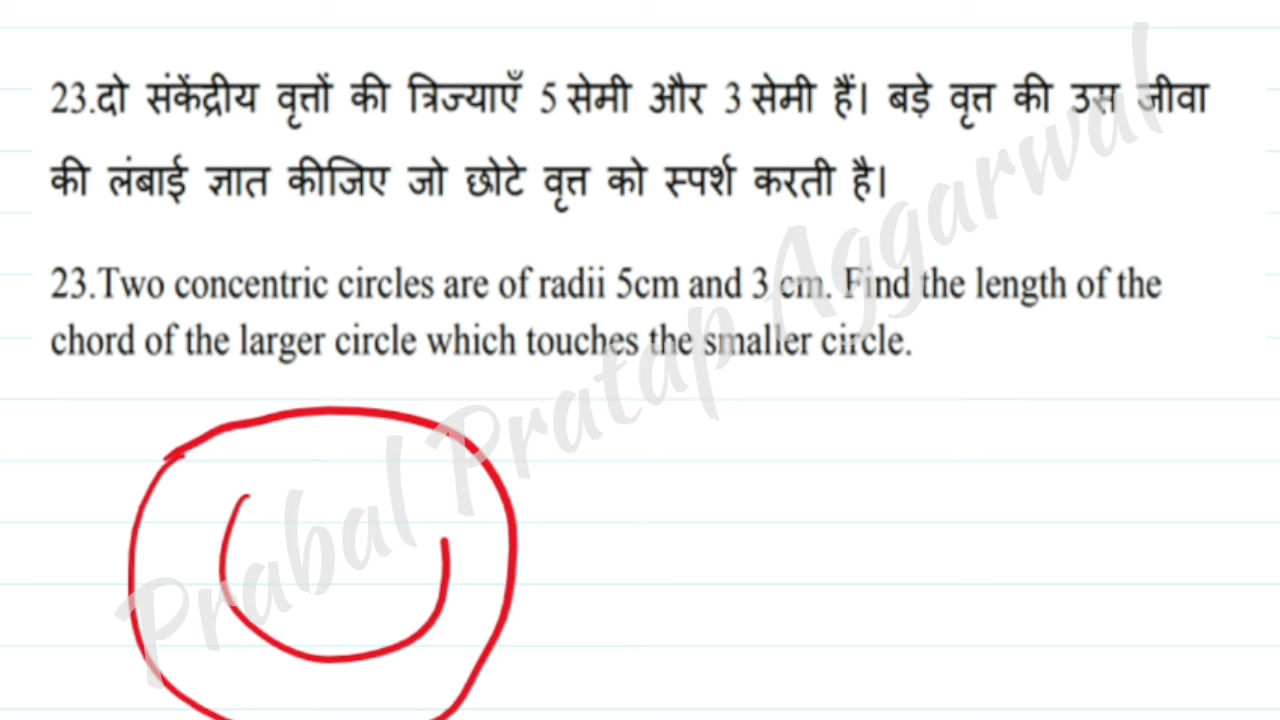 23.दो संकेंद्रीय वृत्तों की त्रिज्याएँ 5 सेमी और 3 सेमी हैं। बड़े वृत्त की उस जीवा
की लंबाई ज्ञात कीजिए जो छोटे वृत्त को स्पर्श करती है।
23.Two concentric circles are of radii 5cm and 3 cm. Find the length of the
chord of the larger circle which touches the smaller circle.
Prabal Pratap Aggarwal